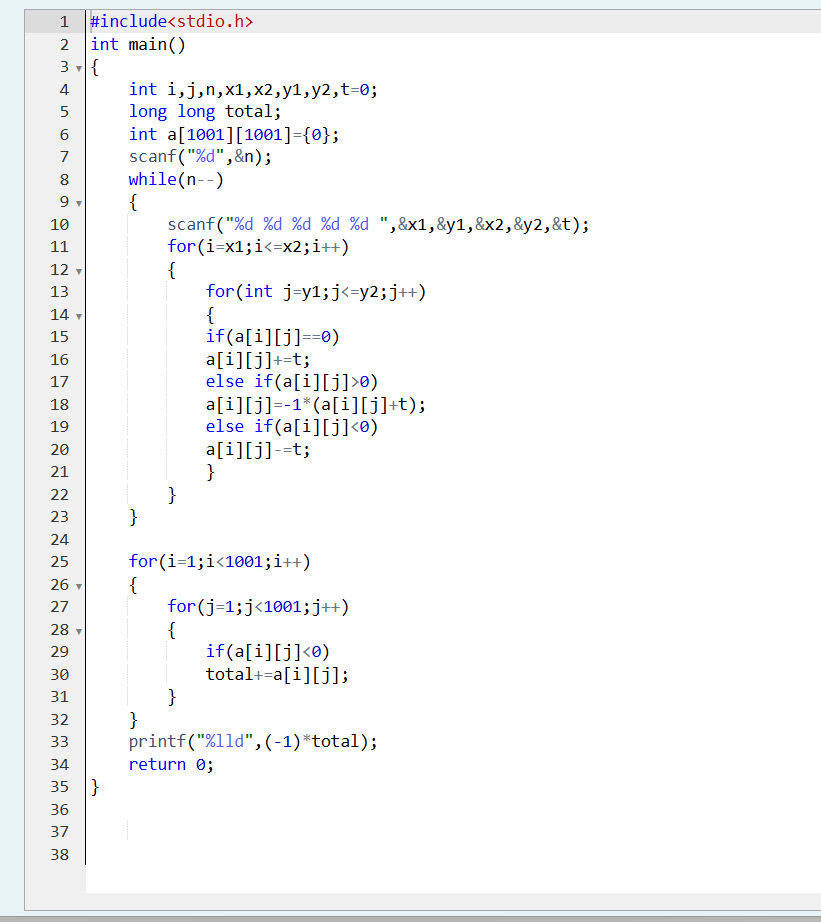 1 #include<stdio.h>
2 int main()
3 {
4 int i,j,n,x1,x2,y1,y2,t=0;
5 long long total;
6 int a[1001][1001]={0};
7 scanf("%d",&n);
8 while(n--)
9 {
10 scanf("%d %d %d %d %d ",&x1,&y1,&x2,&y2,&t);
11 for(i=x1;i<=x2;i++)
12 {
13 for(int j=y1;j<=y2;j++)
14 {
15 if(a[i][j]==0)
16 a[i][j]+=t;
17 else if(a[i][j]>0)
18 a[i][j]=-1*(a[i][j]+t);
19 else if(a[i][j]<0)
20 a[i][j]-=t;
21 }
22 }
23 }
24
25 for(i=1;i<1001;i++)
26 {
27 for(j=1;j<1001;j++)
28 {
29 if(a[i][j]<0)
30 total+=a[i][j];
31 }
32 }
33 printf("%lld",(-1)*total);
34 return 0;
35 }
36
37
38